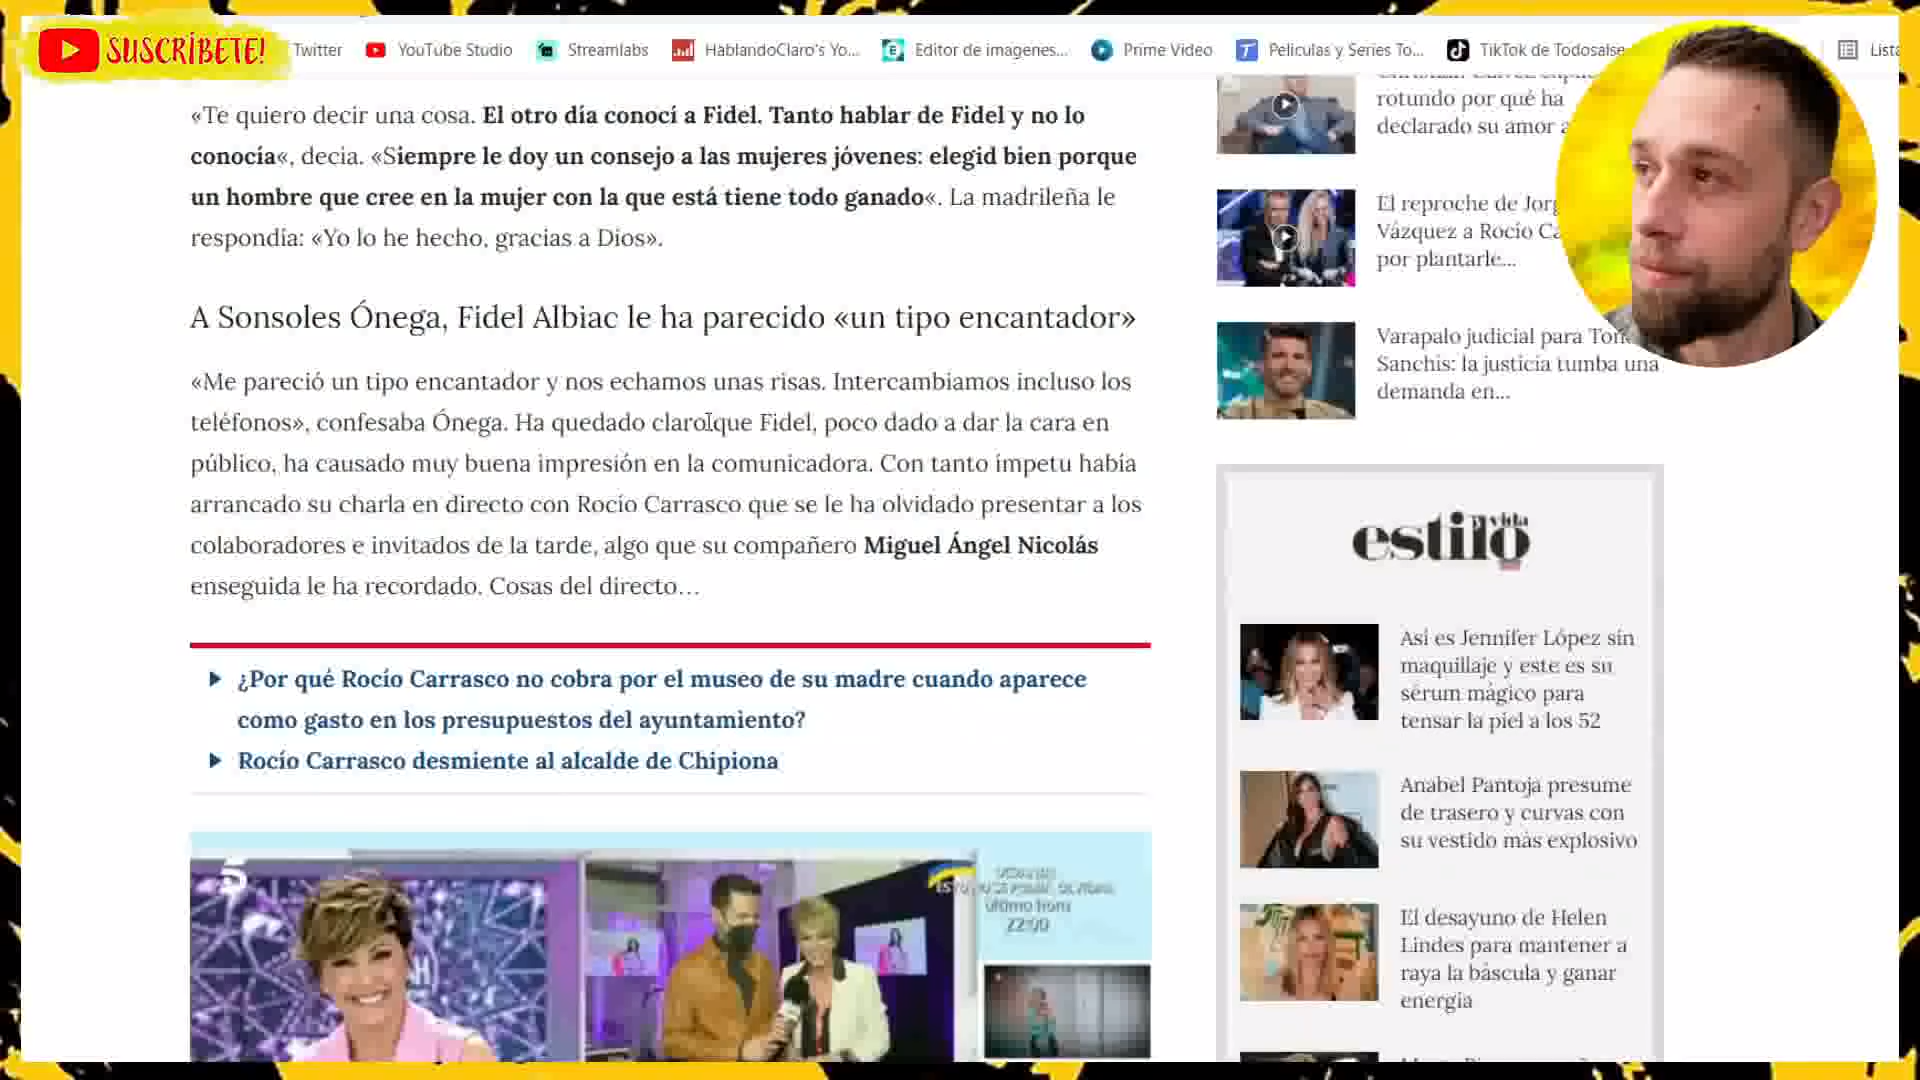 SUSCRÍBETE!
Twitter
YouTube Studio
Streamlabs
HablandoClaro's Yo...
Editor de imagenes...
Prime Video
Películas y Series To...
TikTok de Todosalse
Lista
«Te quiero decir una cosa. El otro día conocí a Fidel. Tanto hablar de Fidel y no lo
conocía«, decia. «Siempre le doy un consejo a las mujeres jóvenes: elegid bien porque
un hombre que cree en la mujer con la que está tiene todo ganado«. La madrileña le
respondía: «Yo lo he hecho, gracias a Dios».
A Sonsoles Ónega, Fidel Albiac le ha parecido «un tipo encantador»
«Me pareció un tipo encantador y nos echamos unas risas. Intercambiamos incluso los
teléfonos», confesaba Ónega. Ha quedado claro que Fidel, poco dado a dar la cara en
público, ha causado muy buena impresión en la comunicadora. Con tanto ímpetu había
arrancado su charla en directo con Rocío Carrasco que se le ha olvidado presentar a los
colaboradores e invitados de la tarde, algo que su compañero Miguel Ángel Nicolás
enseguida le ha recordado. Cosas del directo…
¿Por qué Rocío Carrasco no cobra por el museo de su madre cuando aparece
como gasto en los presupuestos del ayuntamiento?
Rocío Carrasco desmiente al alcalde de Chipiona
última hora
22:00
rotundo por qué ha
declarado su amor a
El reproche de Jorg
Vázquez a Rocío Ca
por plantarle...
Varapalo judicial para Toñ
Sanchis: la justicia tumba una
demanda en...
estilo
vida
Así es Jennifer López sin
maquillaje y este es su
sérum mágico para
tensar la piel a los 52
Anabel Pantoja presume
de trasero y curvas con
su vestido más explosivo
El desayuno de Helen
Lindes para mantener a
raya la báscula y ganar
energía